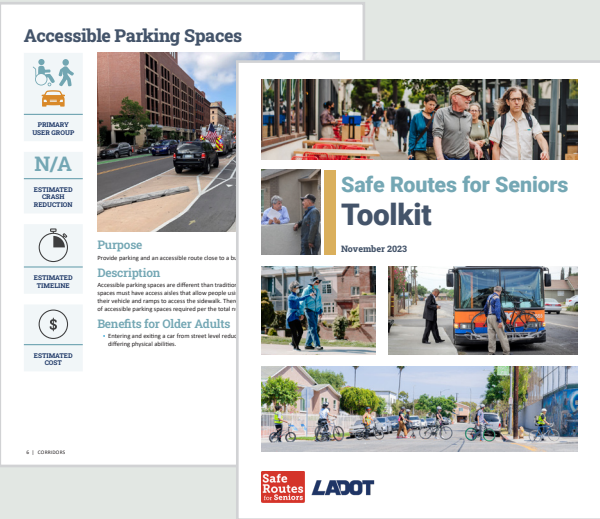 Accessible Parking Spaces
PRIMARY
USER GROUP
N/A
ESTIMATED
CRASH
REDUCTION
ESTIMATED
TIMELINE
$
ESTIMATED
COST
Purpose
Provide parking and an accessible route close to a bu
Description
Accessible parking spaces are different than tradition
spaces must have access aisles that allow people usi
their vehicle and ramps to access the sidewalk. Ther
of accessible parking spaces required per the total n
Benefits for Older Adults
• Entering and exiting a car from street level reduc
differing physical abilities.
6 | CORRIDORS
Safe Routes for Seniors
Toolkit
November 2023
Safe
Routes
for Seniors
LADOT